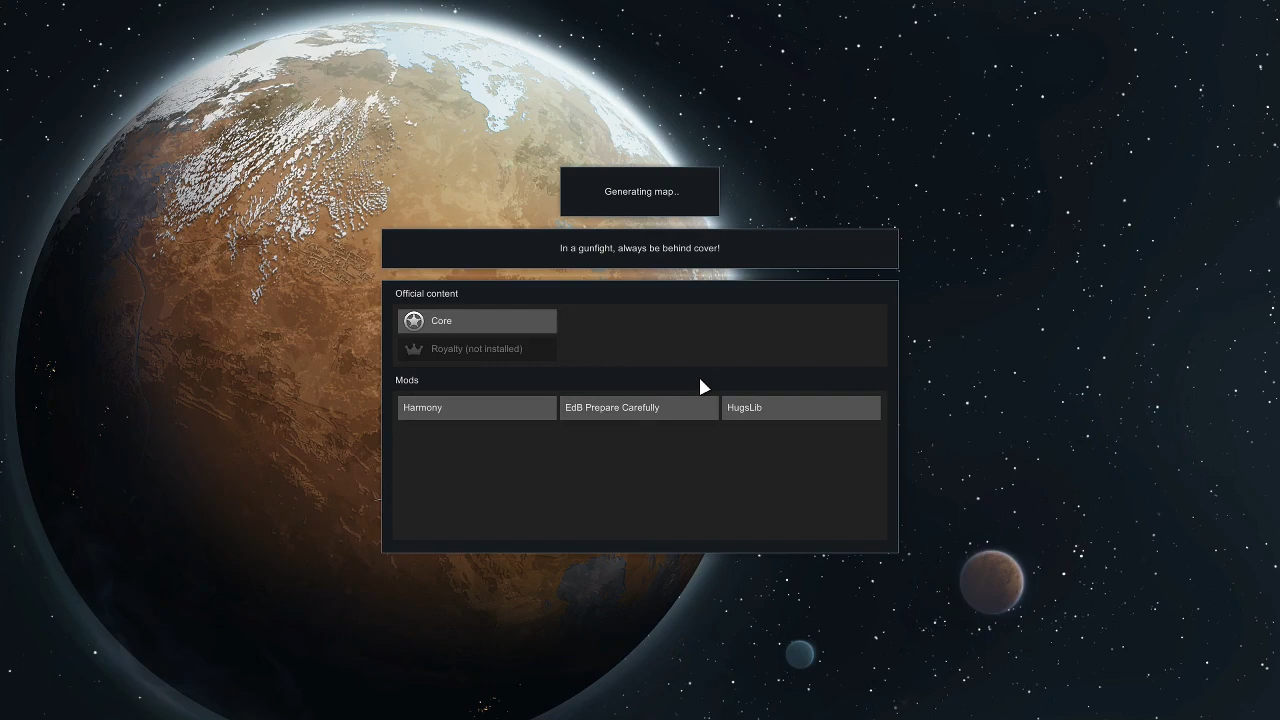 Generating map..
In a gunfight, always be behind cover!
Official content
Core
Royalty (not installed)
Mods
Harmony
EdB Prepare Carefully
HugsLib